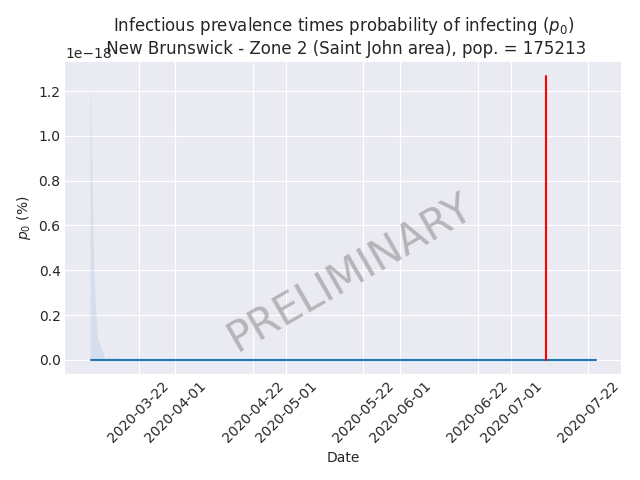 Infectious prevalence times probability of infecting (p₀)
New Brunswick - Zone 2 (Saint John area), pop. = 175213
1e−18
1.2
1.0
0.8
0.6
0.4
0.2
0.0
p₀ (%)
PRELIMINARY
2020-03-22
2020-04-01
2020-04-22
2020-05-01
2020-05-22
2020-06-01
2020-06-22
2020-07-01
2020-07-22
Date